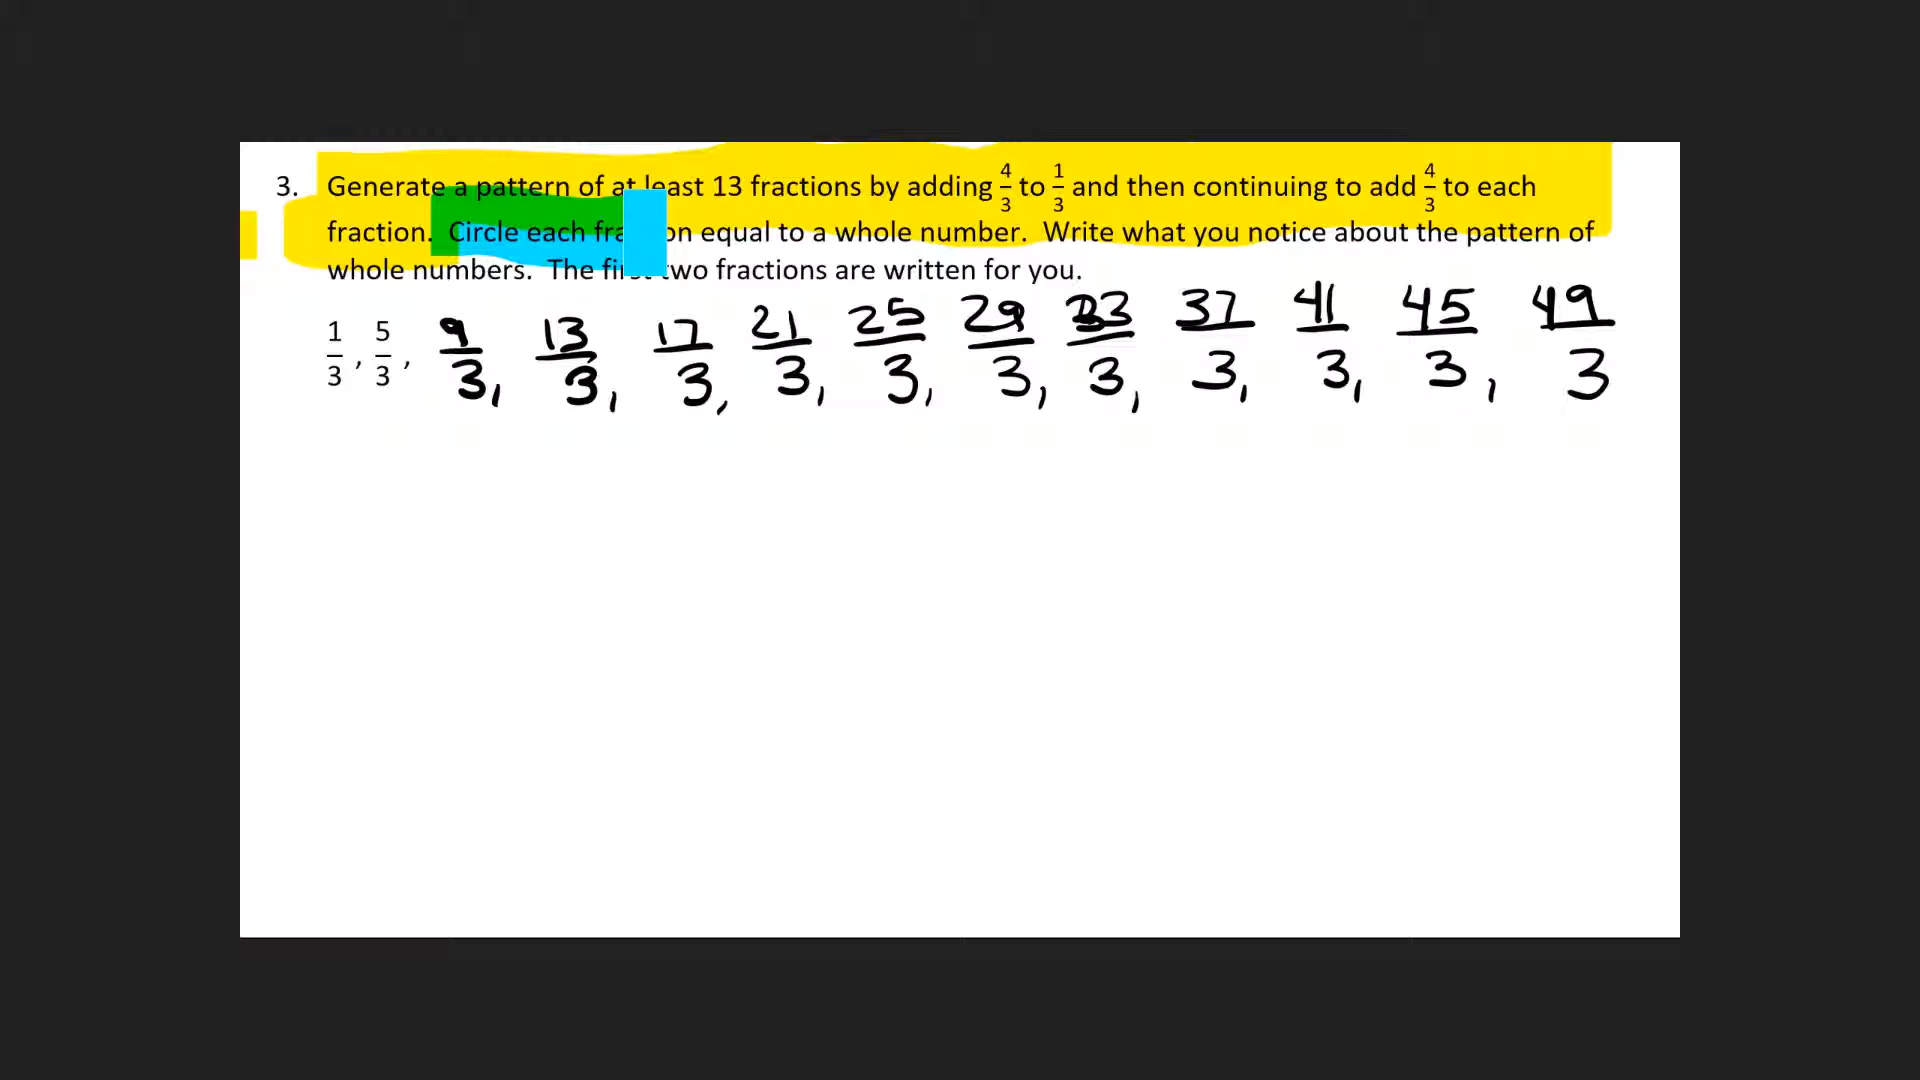 3. Generate a pattern of at least 13 fractions by adding 4/3 to 1/3 and then continuing to add 4/3 to each
fraction. Circle each fraction equal to a whole number. Write what you notice about the pattern of
whole numbers. The first two fractions are written for you.
1/3, 5/3, 9/3, 13/3, 17/3, 21/3, 25/3, 29/3, 33/3, 37/3, 41/3, 45/3, 49/3